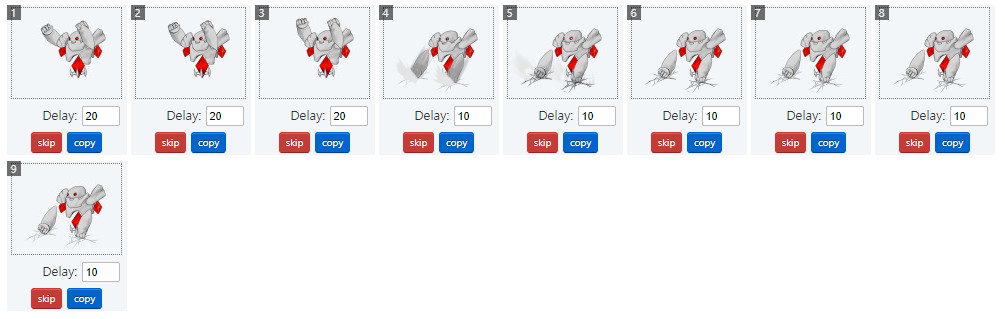 1 2 3 4 5 6 7 8
Delay: 20 Delay: 20 Delay: 20 Delay: 10 Delay: 10 Delay: 10 Delay: 10 Delay: 10
skip copy skip copy skip copy skip copy skip copy skip copy skip copy skip copy
9
Delay: 10
skip copy